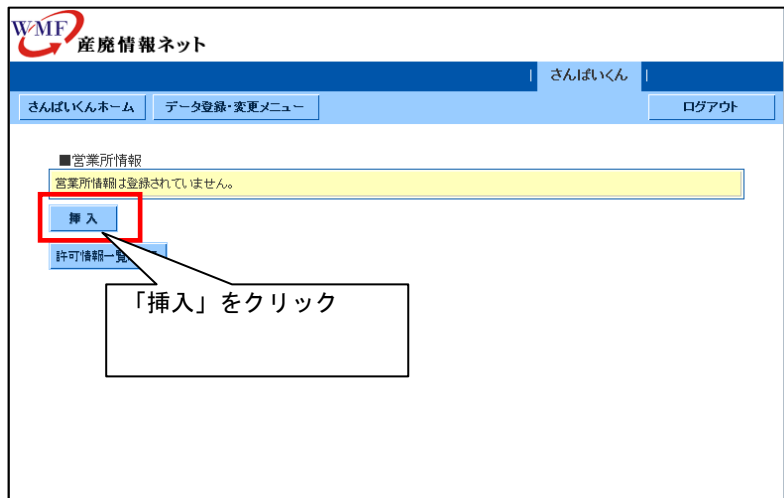 WMF
産廃情報ネット
| さんぱいくん |
さんぱいくんホーム データ登録・変更メニュー ログアウト
■営業所情報
営業所情報は登録されていません。
挿入
許可情報一覧
「挿入」をクリック